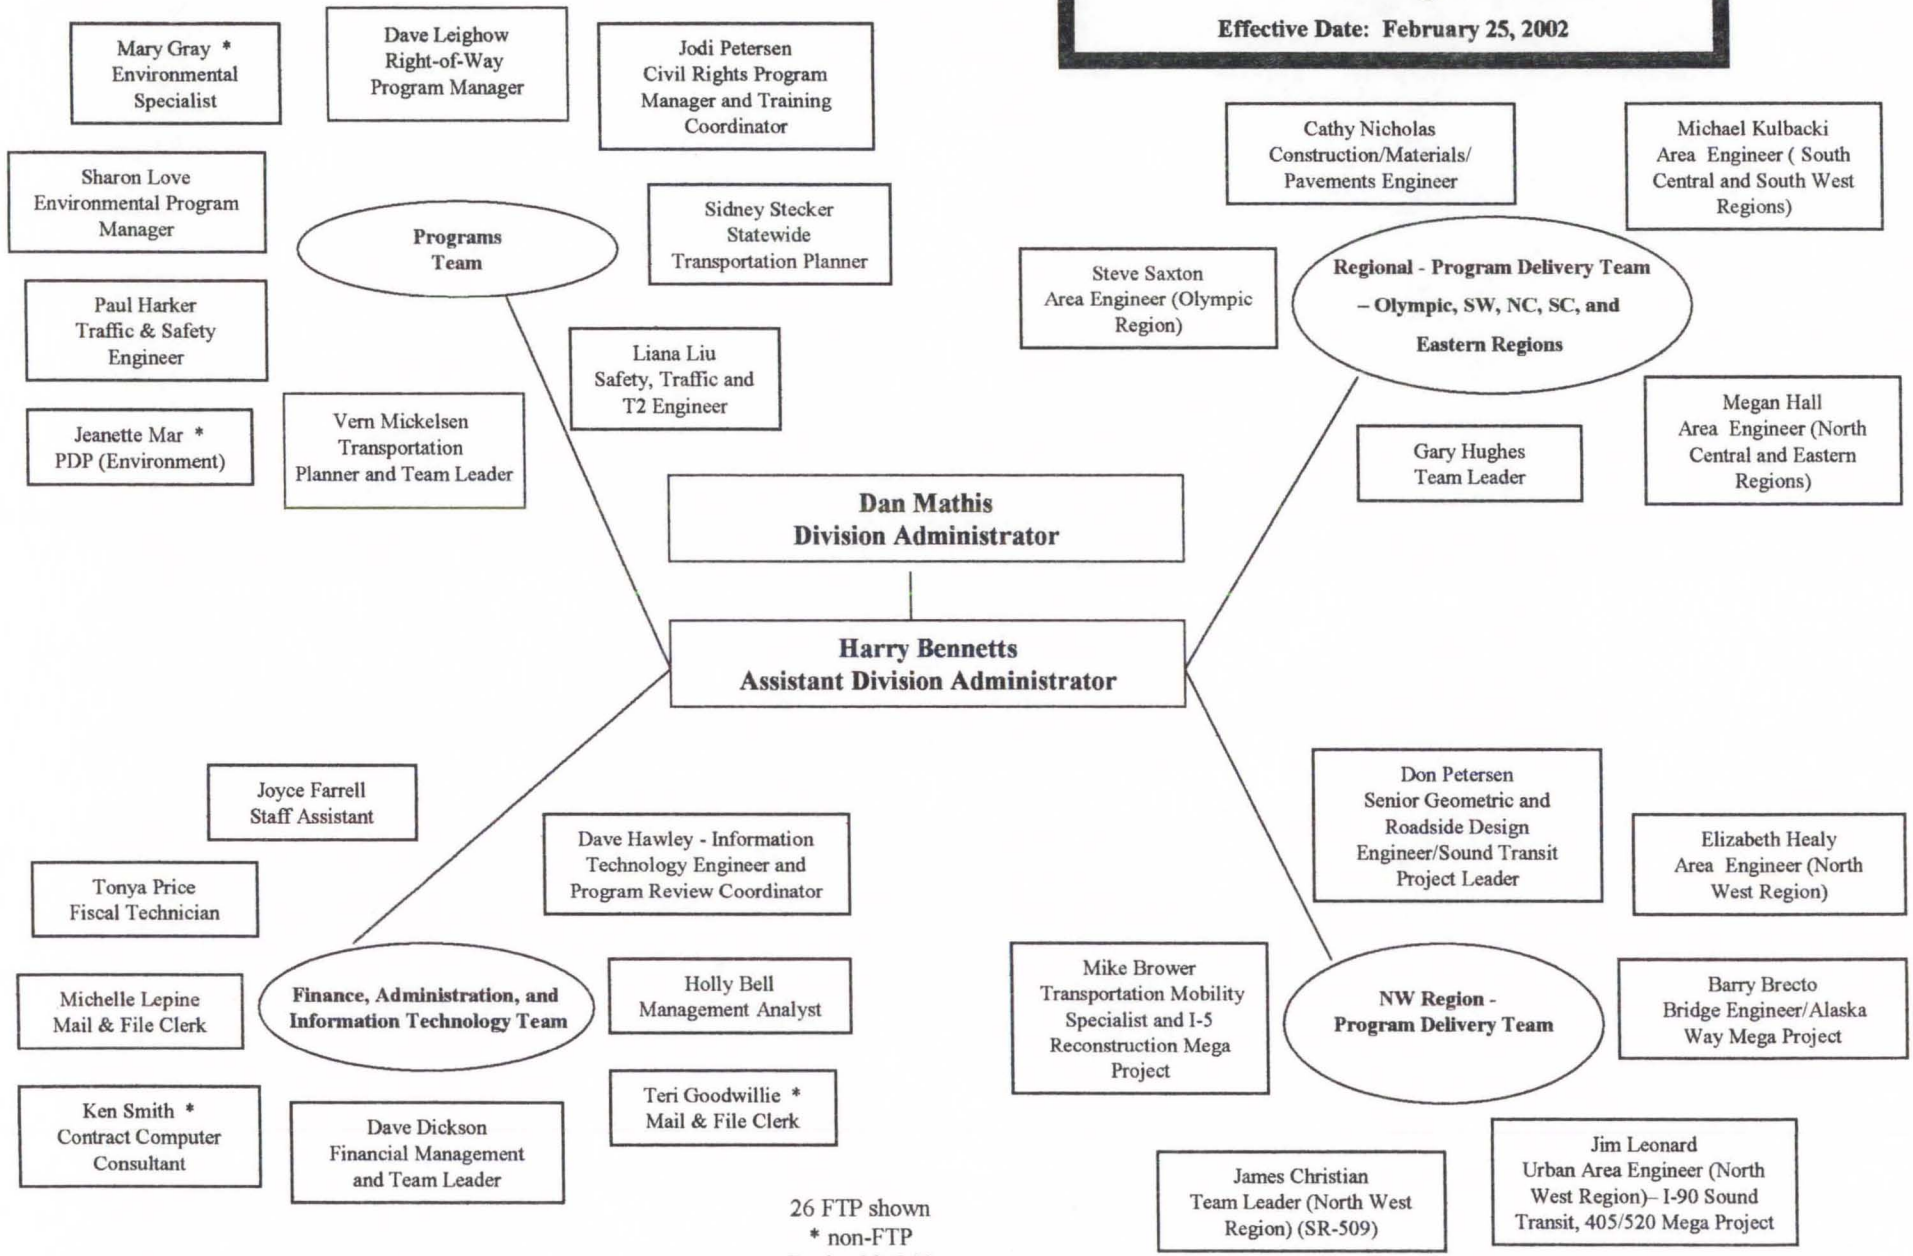 Effective Date: February 25, 2002
Mary Gray *
Environmental
Specialist
Dave Leighow
Right-of-Way
Program Manager
Jodi Petersen
Civil Rights Program
Manager and Training
Coordinator
Sharon Love
Environmental Program
Manager
Programs
Team
Sidney Stecker
Statewide
Transportation Planner
Paul Harker
Traffic & Safety
Engineer
Liana Liu
Safety, Traffic and
T2 Engineer
Jeanette Mar *
PDP (Environment)
Vern Mickelsen
Transportation
Planner and Team Leader
Cathy Nicholas
Construction/Materials/
Pavements Engineer
Michael Kulbacki
Area Engineer ( South
Central and South West
Regions)
Steve Saxton
Area Engineer (Olympic
Region)
Regional - Program Delivery Team
– Olympic, SW, NC, SC, and
Eastern Regions
Gary Hughes
Team Leader
Megan Hall
Area Engineer (North
Central and Eastern
Regions)
Dan Mathis
Division Administrator
Harry Bennetts
Assistant Division Administrator
Joyce Farrell
Staff Assistant
Dave Hawley - Information
Technology Engineer and
Program Review Coordinator
Tonya Price
Fiscal Technician
Michelle Lepine
Mail & File Clerk
Finance, Administration, and
Information Technology Team
Holly Bell
Management Analyst
Ken Smith *
Contract Computer
Consultant
Dave Dickson
Financial Management
and Team Leader
Teri Goodwillie *
Mail & File Clerk
Don Petersen
Senior Geometric and
Roadside Design
Engineer/Sound Transit
Project Leader
Elizabeth Healy
Area Engineer (North
West Region)
Mike Brower
Transportation Mobility
Specialist and I-5
Reconstruction Mega
Project
NW Region -
Program Delivery Team
Barry Brecto
Bridge Engineer/Alaska
Way Mega Project
James Christian
Team Leader (North West
Region) (SR-509)
Jim Leonard
Urban Area Engineer (North
West Region)– I-90 Sound
Transit, 405/520 Mega Project
26 FTP shown
* non-FTP